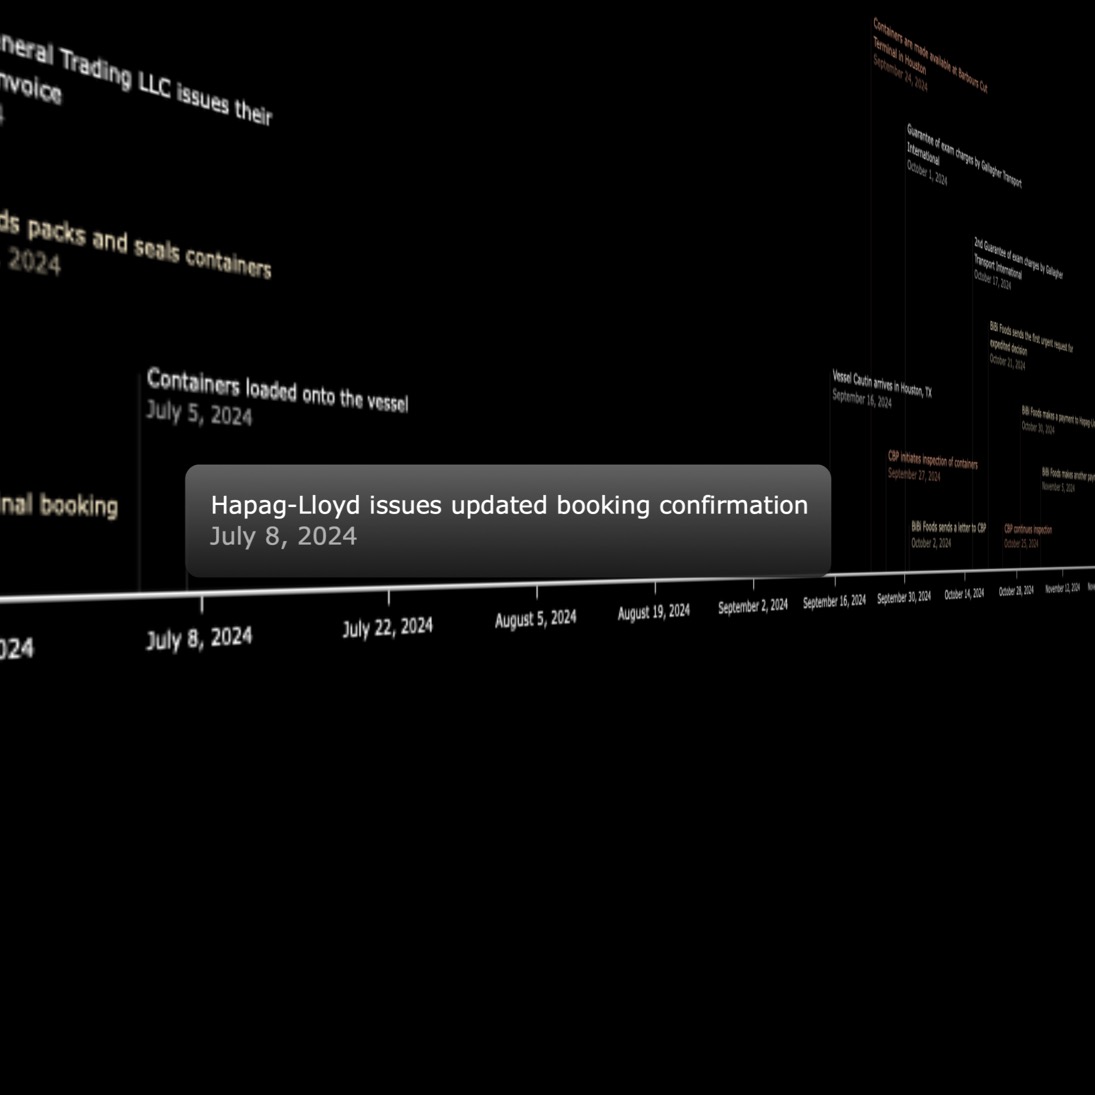 neral Trading LLC issues their
nvoice
4
ds packs and seals containers
, 2024
Containers loaded onto the vessel
July 5, 2024
inal booking
Hapag-Lloyd issues updated booking confirmation
July 8, 2024
Containers are made available at Barbours Cut
Terminal in Houston
September 24, 2024
Guarantee of exam charges by Gallagher Transport
International
October 1, 2024
2nd Guarantee of exam charges by Gallagher
Transport International
October 17, 2024
BiBi Foods sends the first urgent request for
expedited decision
October 21, 2024
Vessel Cautin arrives in Houston, TX
September 16, 2024
BiBi Foods makes a payment to Hapag-Ll
October 30, 2024
CBP initiates inspection of containers
September 27, 2024
BiBi Foods makes another pay
November 5, 2024
BiBi Foods sends a letter to CBP
October 2, 2024
CBP continues inspection
October 25, 2024
024
July 8, 2024
July 22, 2024
August 5, 2024
August 19, 2024
September 2, 2024
September 16, 2024
September 30, 2024
October 14, 2024
October 28, 2024
November 12, 2024